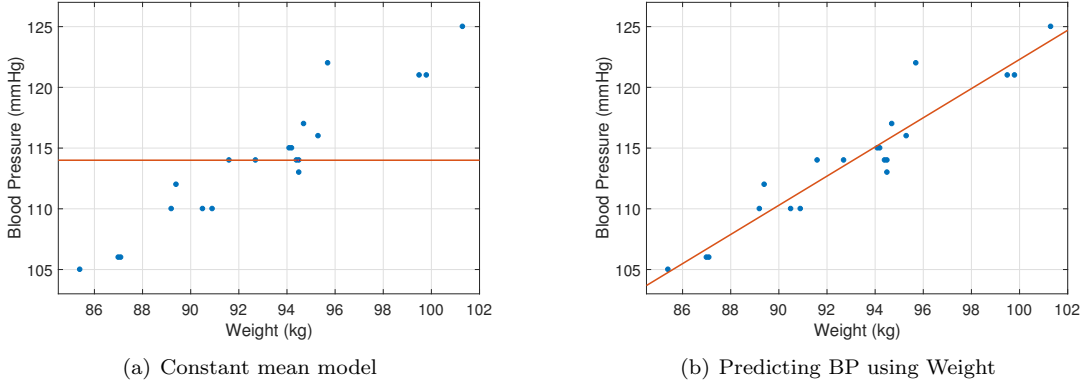 125
120
115
110
105
Blood Pressure (mmHg)
86 88 90 92 94 96 98 100 102
Weight (kg)
(a) Constant mean model
125
120
115
110
105
Blood Pressure (mmHg)
86 88 90 92 94 96 98 100 102
Weight (kg)
(b) Predicting BP using Weight